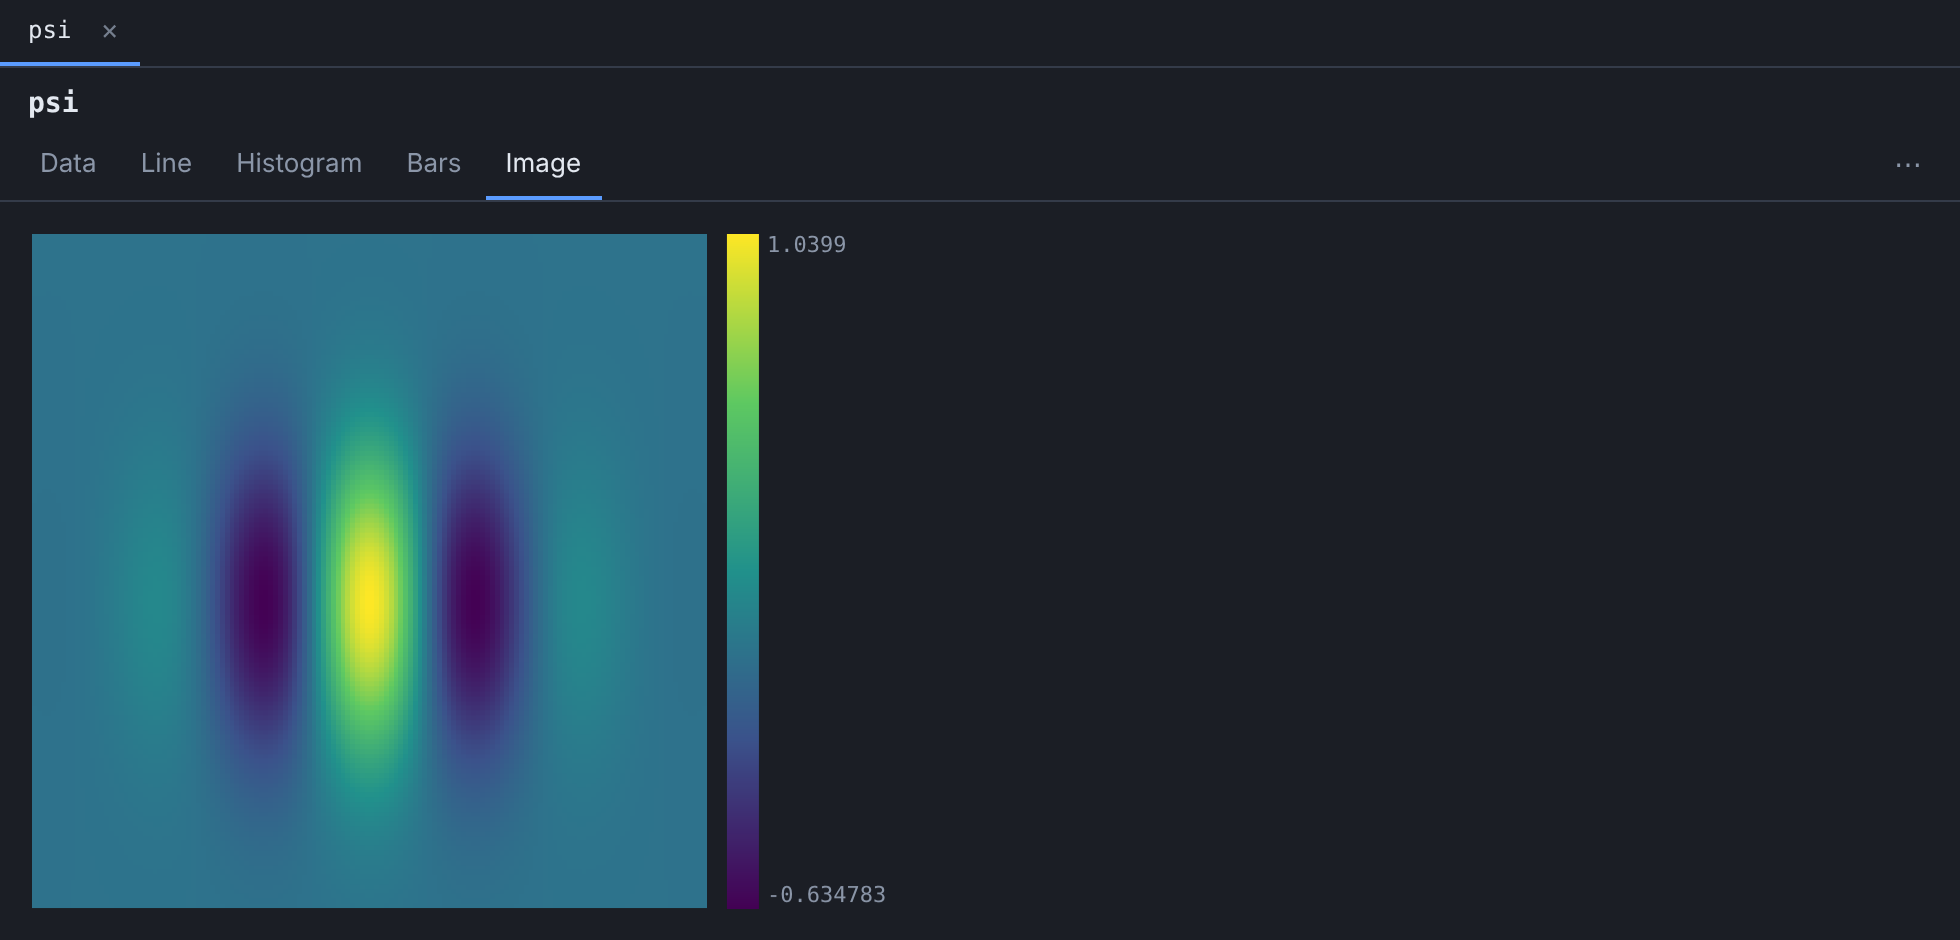 psi ×
psi
Data Line Histogram Bars Image ⋯
1.0399
-0.634783